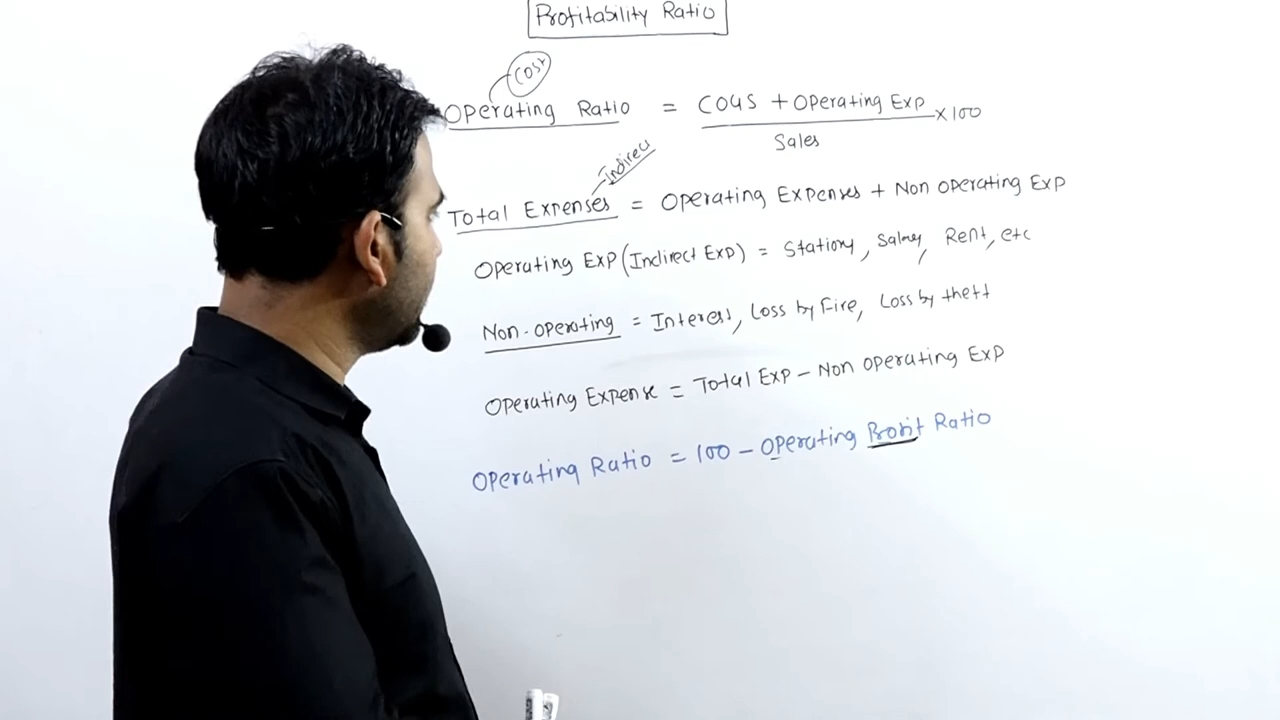 Profitability Ratio
Cost
Operating Ratio = COGS + Operating Exp × 100
Sales
Indirect
Total Expenses = Operating Expenses + Non Operating Exp
Operating Exp (Indirect Exp) = Stationy, Salary, Rent, etc
Non-operating = Interest, Loss by Fire, Loss by theft
Operating Expense = Total Exp - Non Operating Exp
Operating Ratio = 100 - Operating Profit Ratio